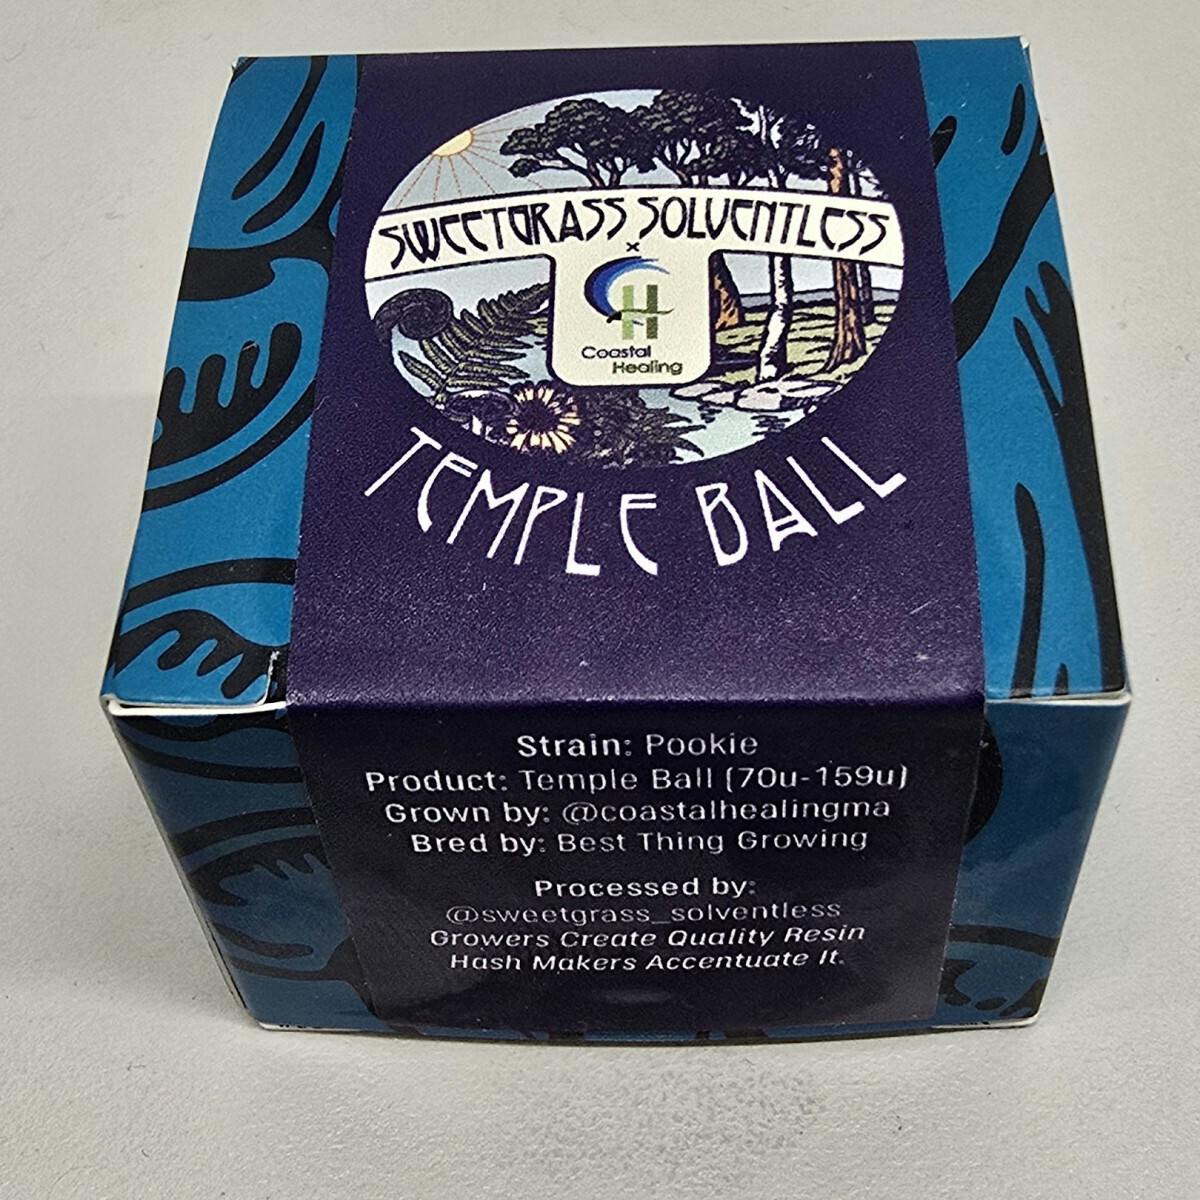 SWEETGRASS SOLVENTLESS
x
CH
Coastal
Healing
TEMPLE BALL
Strain: Pookie
Product: Temple Ball (70u-159u)
Grown by: @coastalhealingma
Bred by: Best Thing Growing
Processed by:
@sweetgrass_solventless
Growers Create Quality Resin
Hash Makers Accentuate It.